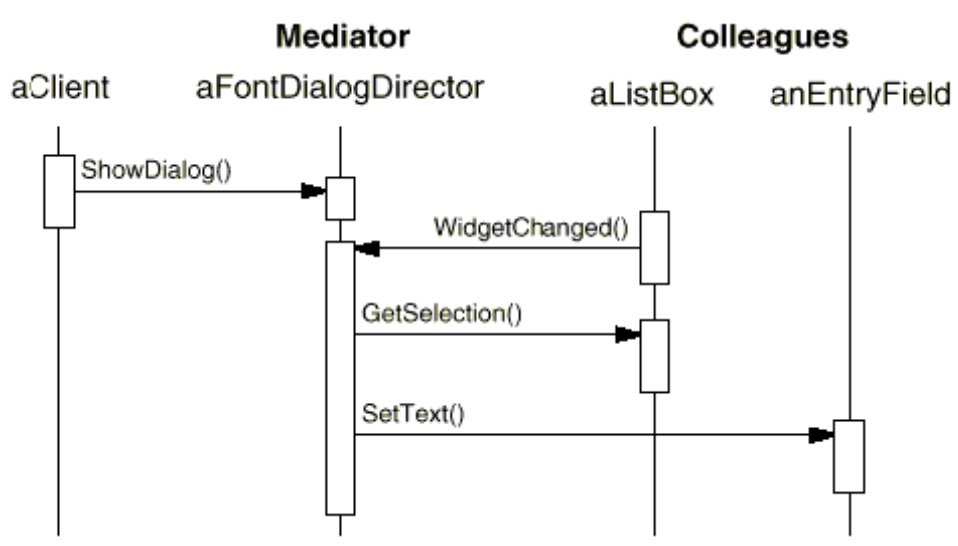 Mediator
Colleagues
aClient
aFontDialogDirector
aListBox
anEntryField
ShowDialog()
WidgetChanged()
GetSelection()
SetText()